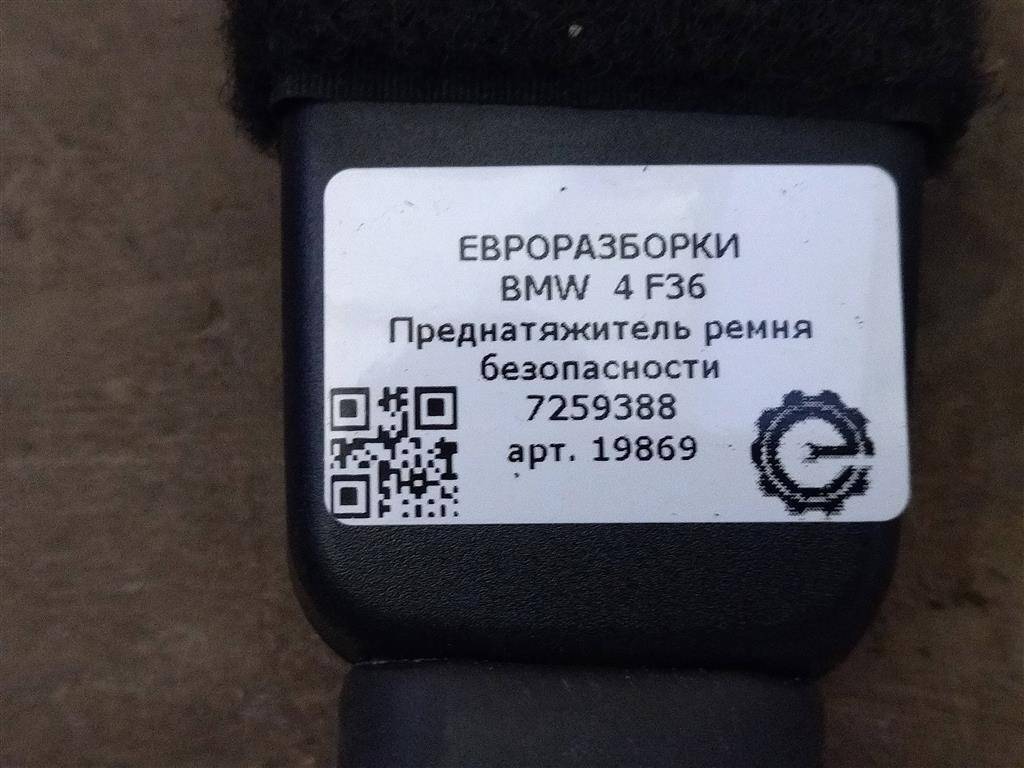 ЕВРОРАЗБОРКИ
BMW 4 F36
Преднатяжитель ремня
безопасности
7259388
арт. 19869